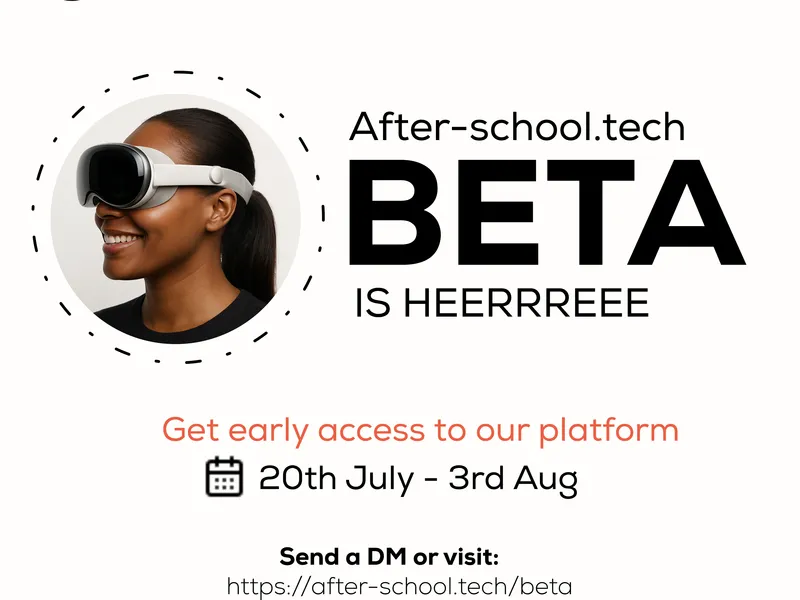 After-school.tech
BETA
IS HEERRREEE
Get early access to our platform
20th July - 3rd Aug
Send a DM or visit:
https://after-school.tech/beta